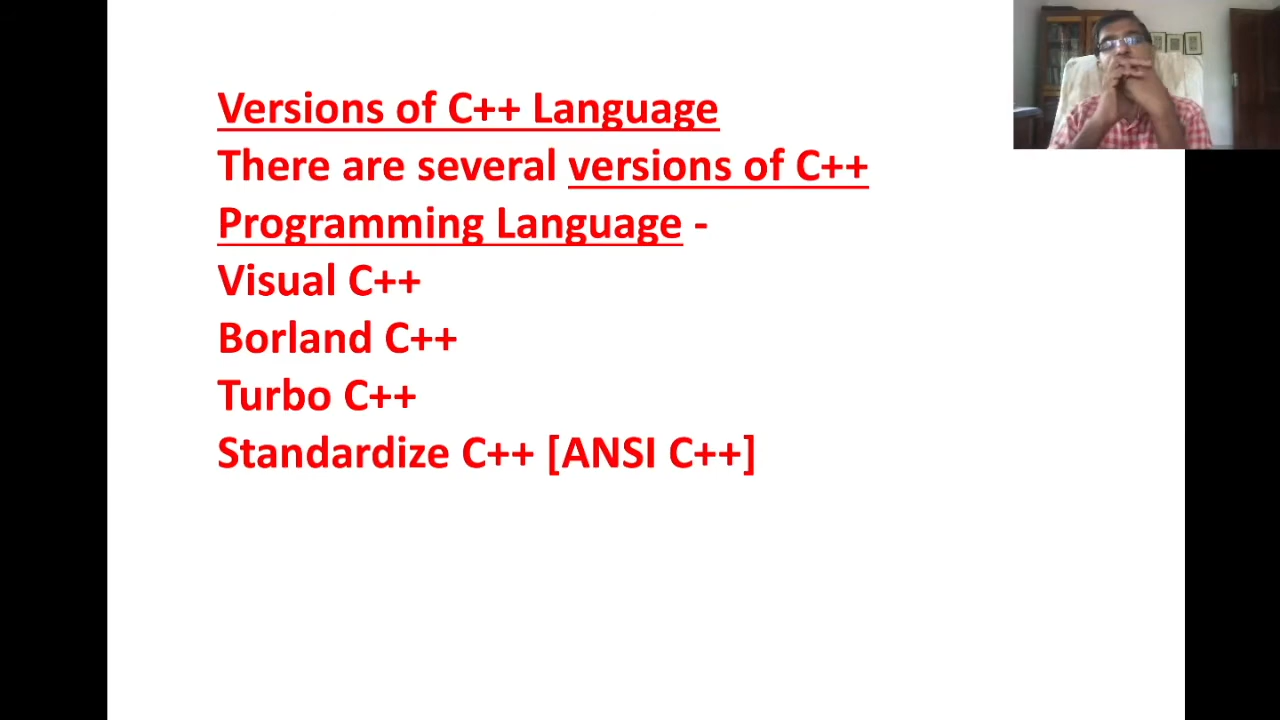 Versions of C++ Language
There are several versions of C++
Programming Language -
Visual C++
Borland C++
Turbo C++
Standardize C++ [ANSI C++]